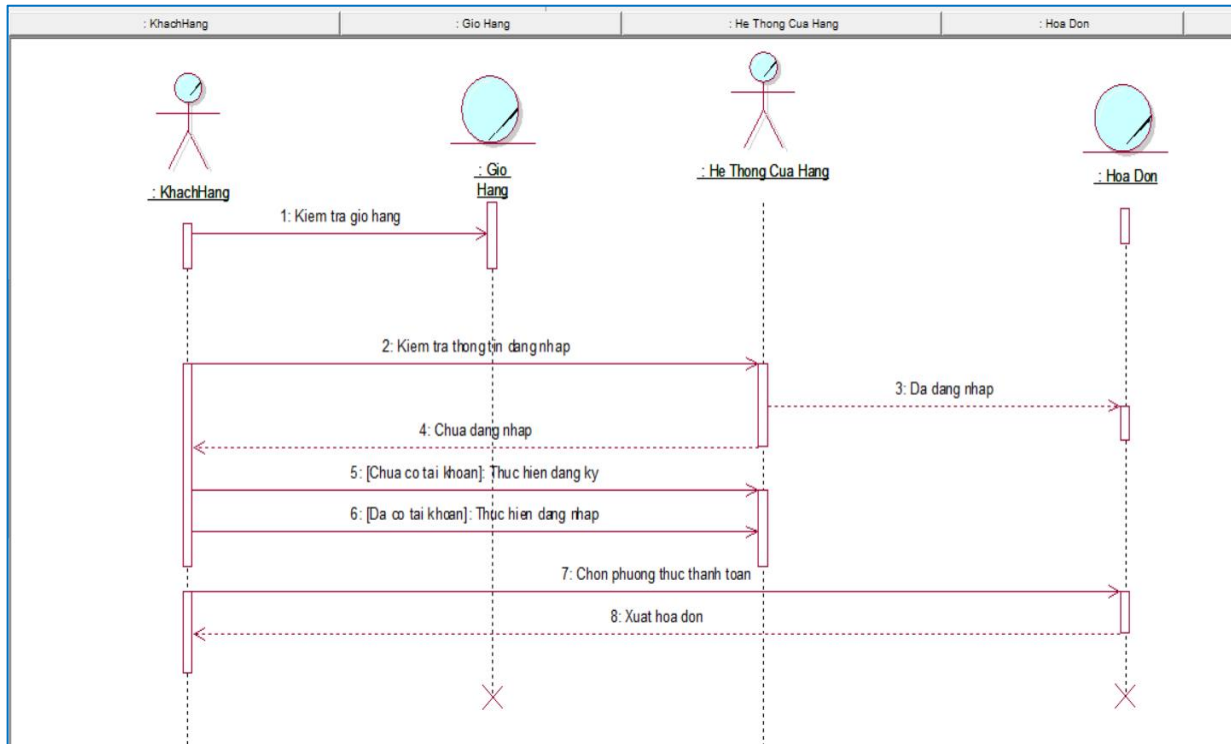 : KhachHang
: Gio Hang
: He Thong Cua Hang
: Hoa Don
: KhachHang
: Gio
Hang
: He Thong Cua Hang
: Hoa Don
1: Kiem tra gio hang
2: Kiem tra thong tin dang nhap
3: Da dang nhap
4: Chua dang nhap
5: [Chua co tai khoan]: Thuc hien dang ky
6: [Da co tai khoan]: Thuc hien dang nhap
7: Chon phuong thuc thanh toan
8: Xuat hoa don